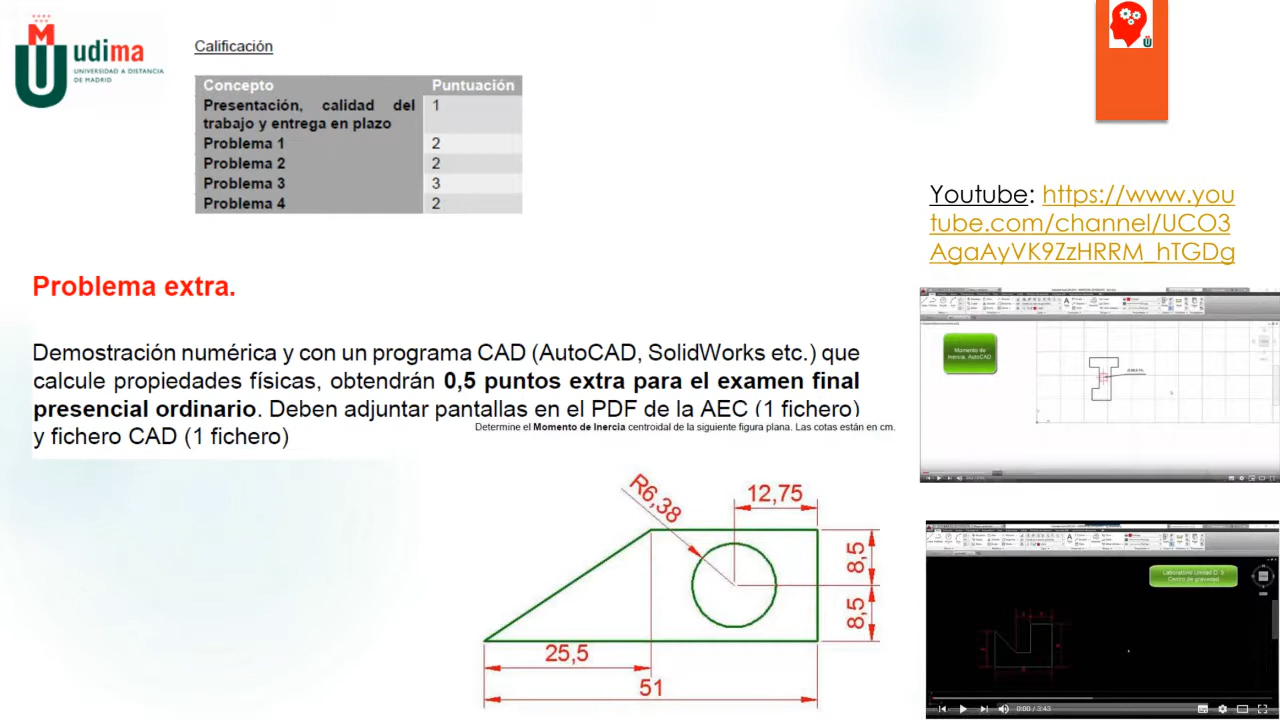 udima
UNIVERSIDAD A DISTANCIA
DE MADRID
Calificación
Concepto Puntuación
Presentación, calidad del 1
trabajo y entrega en plazo
Problema 1 2
Problema 2 2
Problema 3 3
Problema 4 2
Youtube: https://www.you
tube.com/channel/UCO3
AgaAyVK9ZzHRRM_hTGDg
Problema extra.
Demostración numérica y con un programa CAD (AutoCAD, SolidWorks etc.) que
calcule propiedades físicas, obtendrán 0,5 puntos extra para el examen final
presencial ordinario. Deben adjuntar pantallas en el PDF de la AEC (1 fichero)
y fichero CAD (1 fichero)
Determine el Momento de Inercia centroidal de la siguiente figura plana. Las cotas están en cm.
R6,38
12,75
8,5
8,5
25,5
51
Momento de
Inercia. AutoCAD
Laboratorio Unidad D. 5
Centro de gravedad
0:00 / 3:43